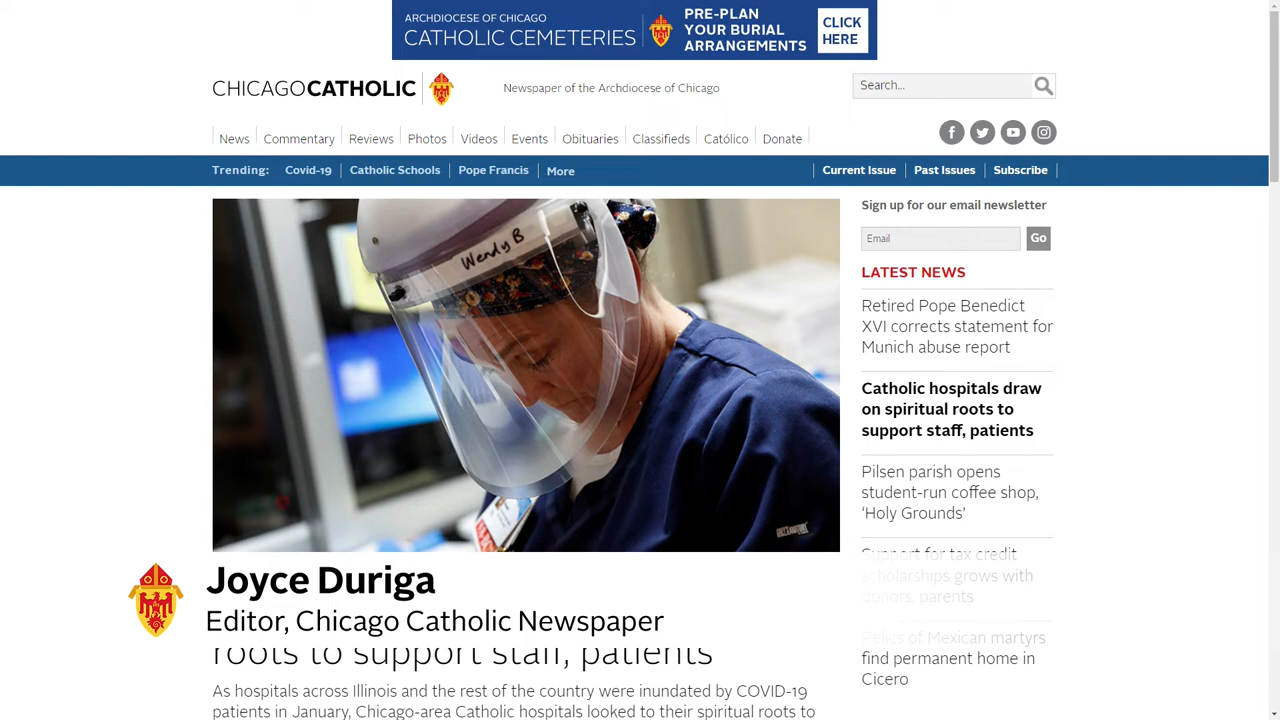 ARCHDIOCESE OF CHICAGO
CATHOLIC CEMETERIES
PRE-PLAN
YOUR BURIAL
ARRANGEMENTS
CLICK
HERE
CHICAGOCATHOLIC
Newspaper of the Archdiocese of Chicago
Search...
News Commentary Reviews Photos Videos Events Obituaries Classifieds Católico Donate
Trending: Covid-19 Catholic Schools Pope Francis More Current Issue Past Issues Subscribe
Wendy B
Sign up for our email newsletter
Email Go
LATEST NEWS
Retired Pope Benedict
XVI corrects statement for
Munich abuse report
Catholic hospitals draw
on spiritual roots to
support staff, patients
Pilsen parish opens
student-run coffee shop,
‘Holy Grounds’
Support for tax credit
scholarships grows with
donors, parents
Relics of Mexican martyrs
find permanent home in
Cicero
Joyce Duriga
Editor, Chicago Catholic Newspaper
roots to support staff, patients
As hospitals across Illinois and the rest of the country were inundated by COVID-19
patients in January, Chicago-area Catholic hospitals looked to their spiritual roots to